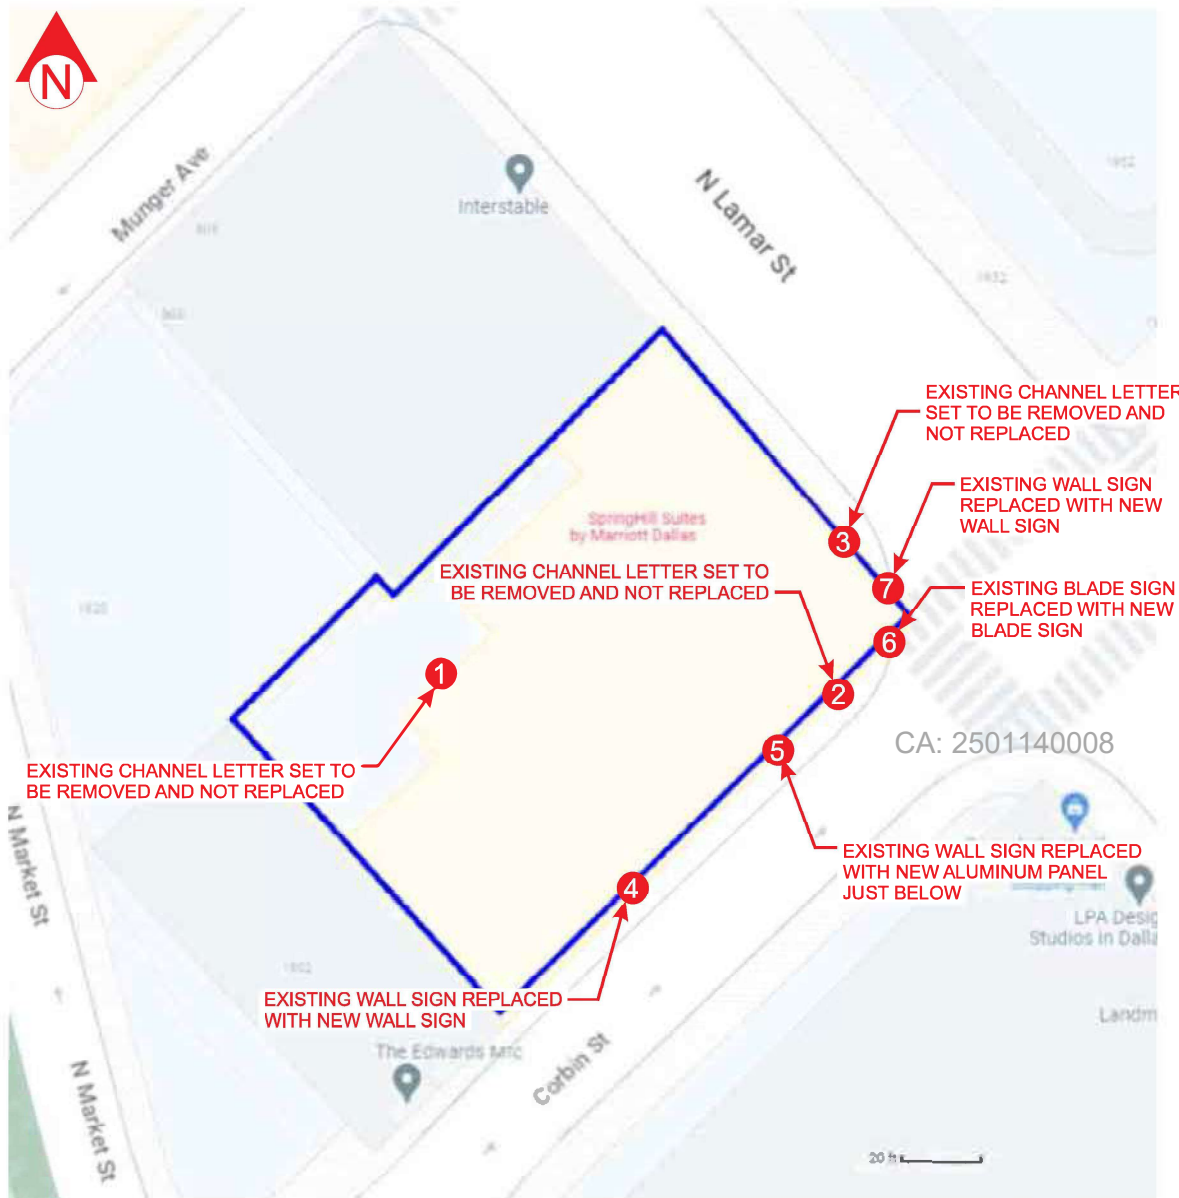 N
Munger Ave
Interstable
N Lamar St
1652
1652
SpringHill Suites
by Marriott Dallas
EXISTING CHANNEL LETTER
SET TO BE REMOVED AND
NOT REPLACED
3
EXISTING WALL SIGN
REPLACED WITH NEW
WALL SIGN
7
EXISTING CHANNEL LETTER SET TO
BE REMOVED AND NOT REPLACED
2
EXISTING BLADE SIGN
REPLACED WITH NEW
BLADE SIGN
6
1
EXISTING CHANNEL LETTER SET TO
BE REMOVED AND NOT REPLACED
CA: 2501140008
5
EXISTING WALL SIGN REPLACED
WITH NEW ALUMINUM PANEL
JUST BELOW
4
EXISTING WALL SIGN REPLACED
WITH NEW WALL SIGN
N Market St
LPA Desig
Studios in Dalla
Landm
The Edwards
Corbin St
N Market St
20 ft